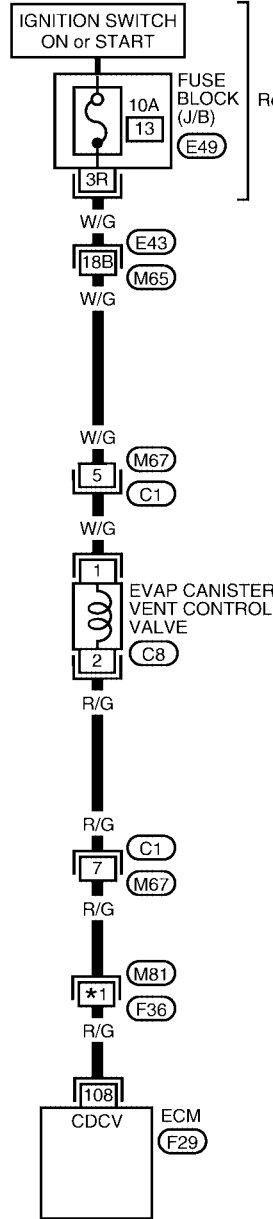 IGNITION SWITCH
ON or START
FUSE
BLOCK
(J/B)
10A
13
E49
3R
W/G
E43
18B
M65
W/G
W/G
M67
5
C1
W/G
1
EVAP CANISTER
VENT CONTROL
VALVE
2
C8
R/G
R/G
C1
7
M67
R/G
M81
★1
F36
R/G
108
CDCV
ECM
F29